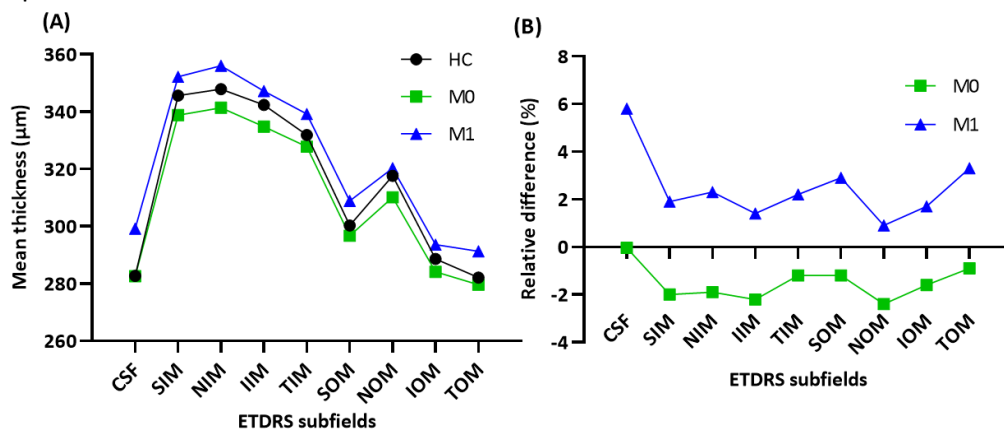 (A)
Mean thickness (µm)
360
340
320
300
280
260
HC
M0
M1
CSF
SIM
NIM
IIM
TIM
SOM
NOM
IOM
TOM
ETDRS subfields
(B)
Relative difference (%)
8
6
4
2
0
-2
-4
M0
M1
CSF
SIM
NIM
IIM
TIM
SOM
NOM
IOM
TOM
ETDRS subfields